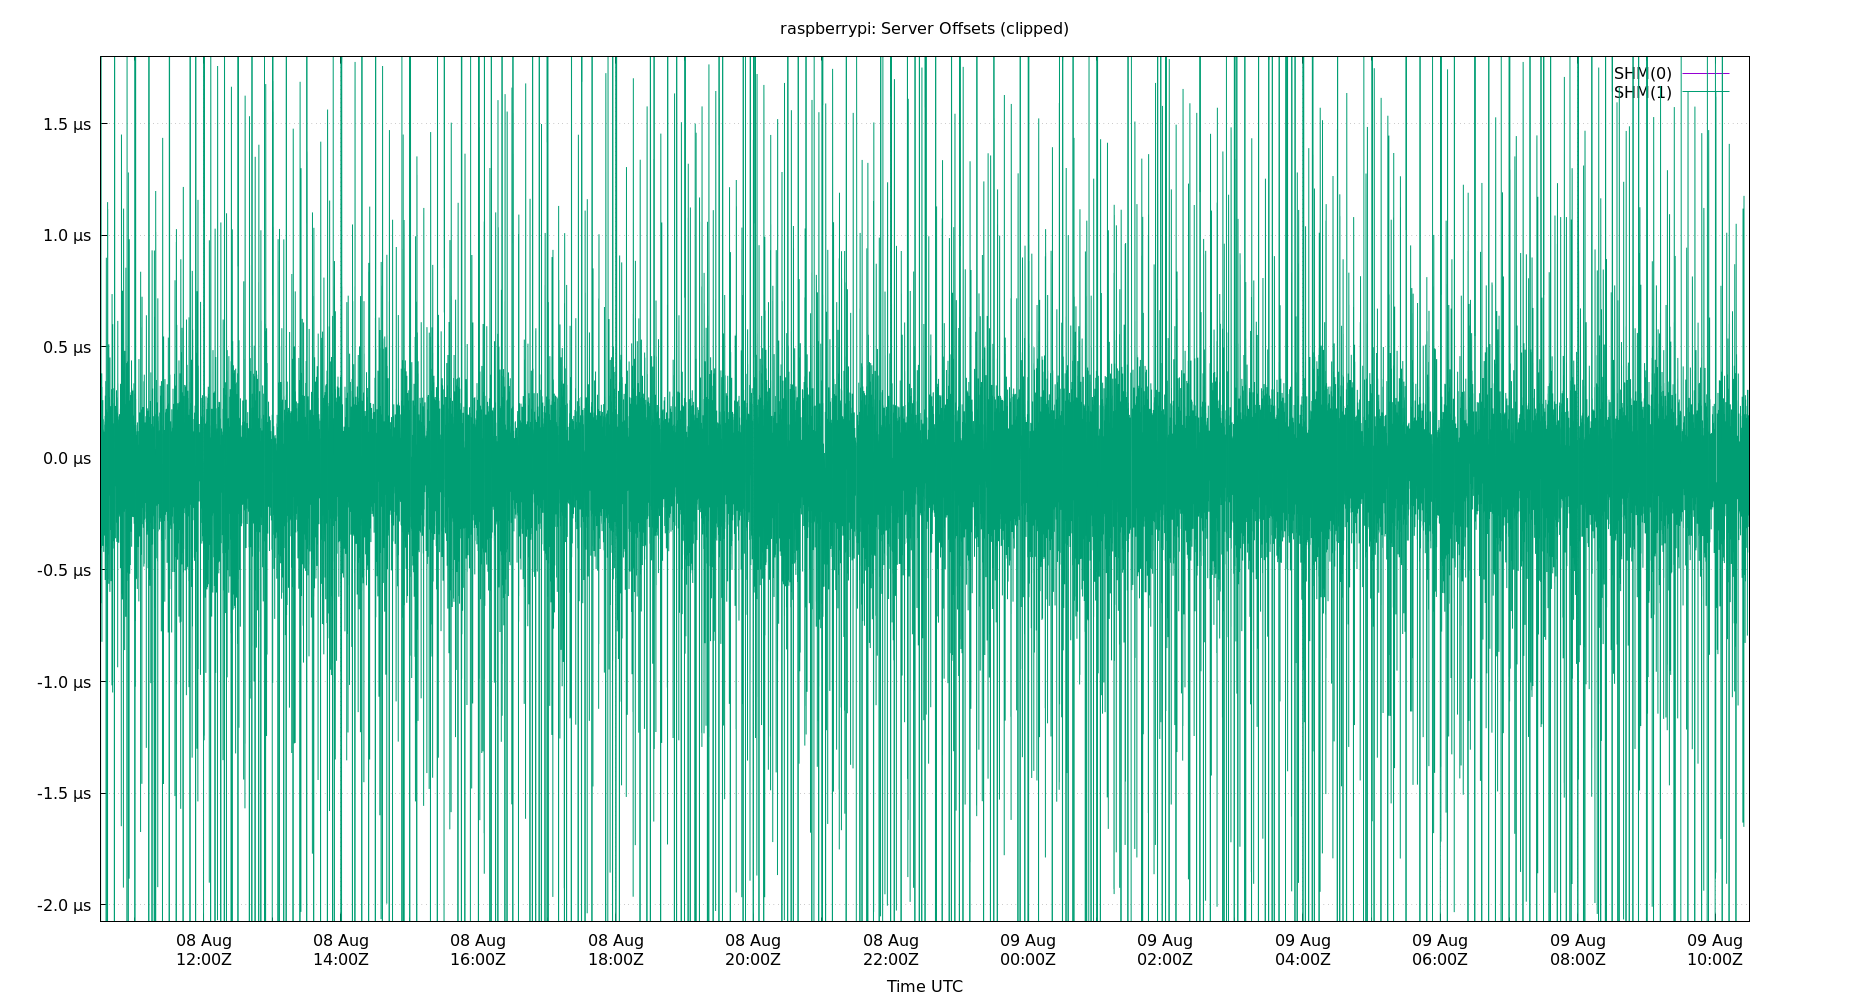 raspberrypi: Server Offsets (clipped)
SHM(0)
SHM(1)
1.5 µs
1.0 µs
0.5 µs
0.0 µs
-0.5 µs
-1.0 µs
-1.5 µs
-2.0 µs
08 Aug 08 Aug 08 Aug 08 Aug 08 Aug 08 Aug 09 Aug 09 Aug 09 Aug 09 Aug 09 Aug 09 Aug
12:00Z 14:00Z 16:00Z 18:00Z 20:00Z 22:00Z 00:00Z 02:00Z 04:00Z 06:00Z 08:00Z 10:00Z
Time UTC